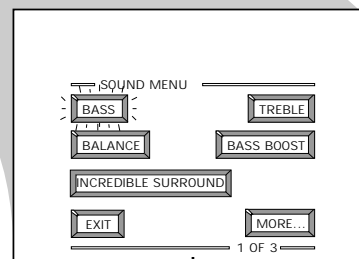 SOUND MENU
BASS TREBLE
BALANCE BASS BOOST
INCREDIBLE SURROUND
EXIT MORE...
1 OF 3